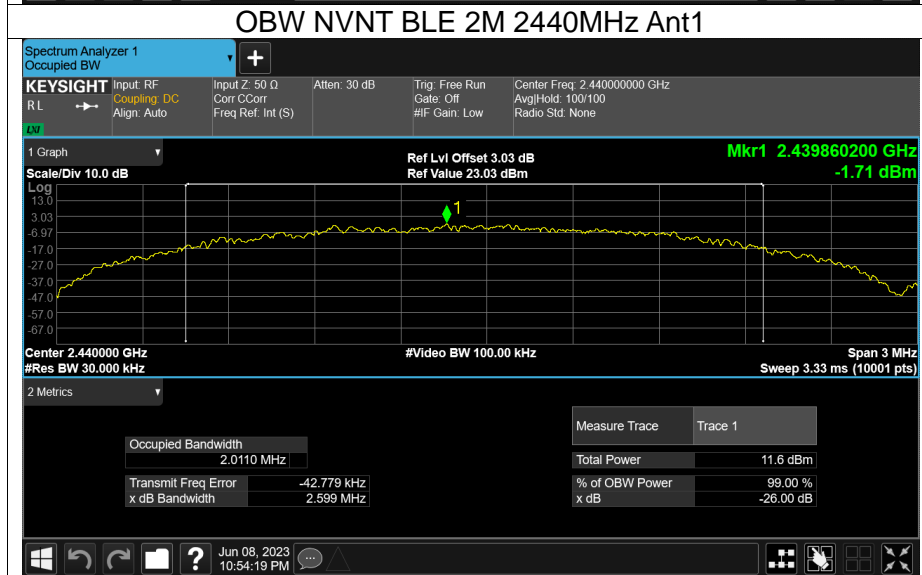 OBW NVNT BLE 2M 2440MHz Ant1
Spectrum Analyzer 1
Occupied BW
+
KEYSIGHT
R L
LXI
Input: RF
Coupling: DC
Align: Auto
Input Z: 50 Ω
Corr CCorr
Freq Ref: Int (S)
Atten: 30 dB
Trig: Free Run
Gate: Off
#IF Gain: Low
Center Freq: 2.440000000 GHz
Avg|Hold: 100/100
Radio Std: None
1 Graph
Scale/Div 10.0 dB
Ref Lvl Offset 3.03 dB
Ref Value 23.03 dBm
Mkr1 2.439860200 GHz
-1.71 dBm
Log
13.0
3.03
-6.97
-17.0
-27.0
-37.0
-47.0
-57.0
-67.0
1
Center 2.440000 GHz
#Res BW 30.000 kHz
#Video BW 100.00 kHz
Span 3 MHz
Sweep 3.33 ms (10001 pts)
2 Metrics
Occupied Bandwidth
2.0110 MHz
Transmit Freq Error -42.779 kHz
x dB Bandwidth 2.599 MHz
Measure Trace Trace 1
Total Power 11.6 dBm
% of OBW Power 99.00 %
x dB -26.00 dB
?
Jun 08, 2023
10:54:19 PM